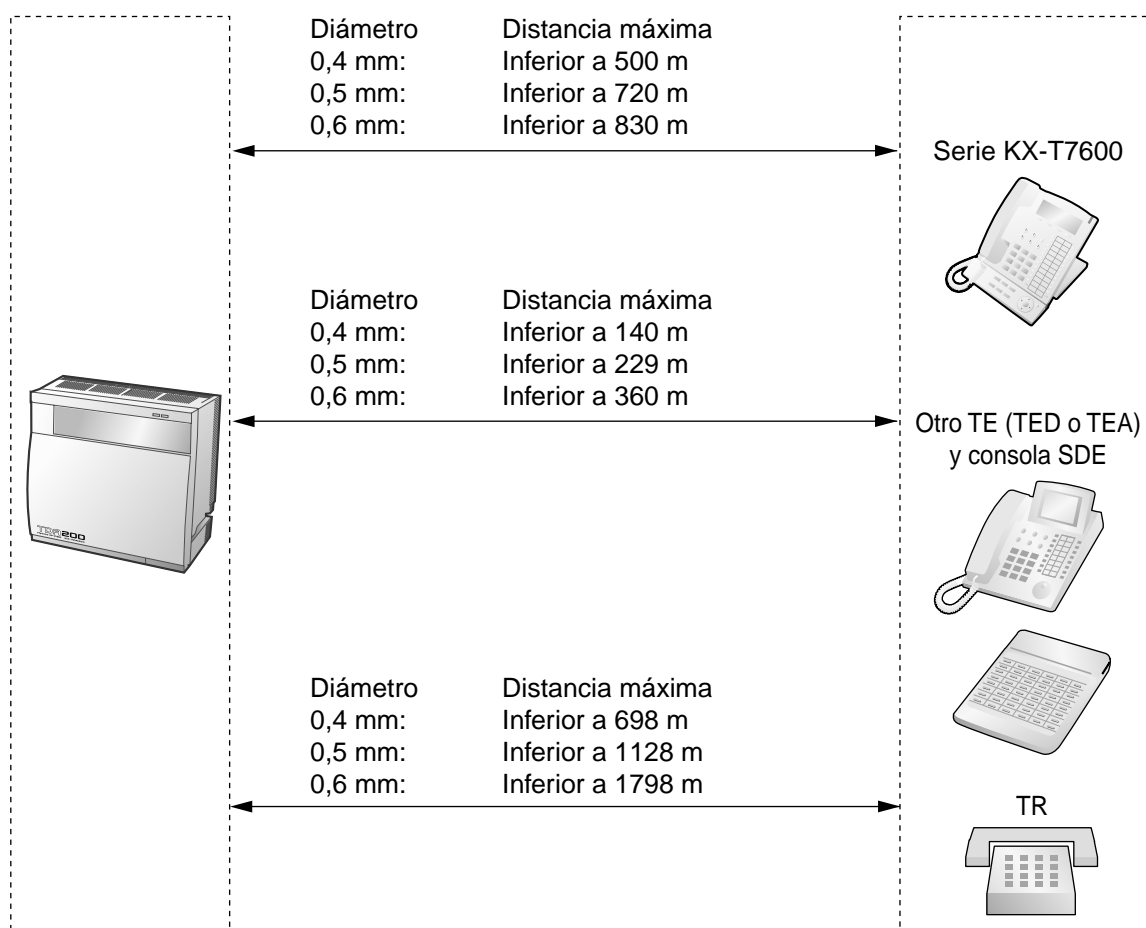 Diámetro Distancia máxima
0,4 mm: Inferior a 500 m
0,5 mm: Inferior a 720 m
0,6 mm: Inferior a 830 m
Serie KX-T7600
Diámetro Distancia máxima
0,4 mm: Inferior a 140 m
0,5 mm: Inferior a 229 m
0,6 mm: Inferior a 360 m
Otro TE (TED o TEA)
y consola SDE
TDA200
Diámetro Distancia máxima
0,4 mm: Inferior a 698 m
0,5 mm: Inferior a 1128 m
0,6 mm: Inferior a 1798 m
TR